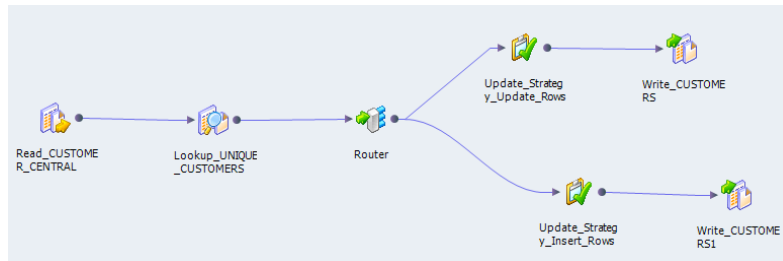 Update_Strateg
y_Update_Rows
Write_CUSTOME
RS
Read_CUSTOME
R_CENTRAL
Lookup_UNIQUE
_CUSTOMERS
Router
Update_Strateg
y_Insert_Rows
Write_CUSTOME
RS1